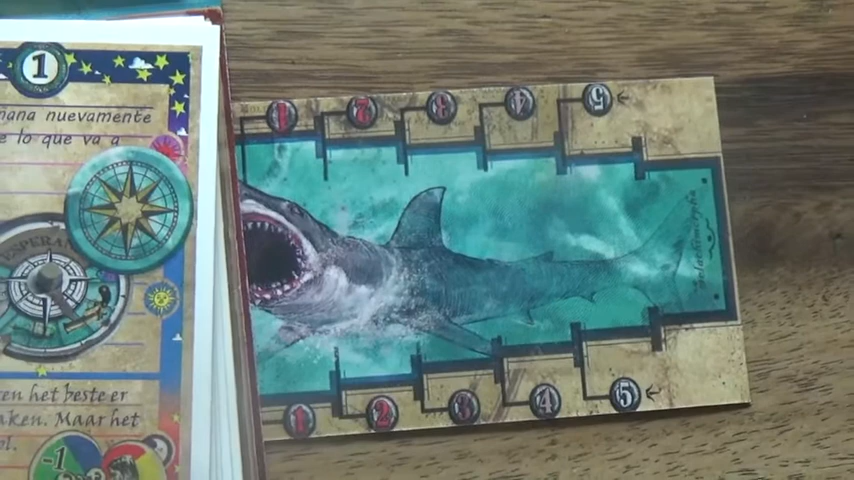 1
mana nuevamente
e lo que va a
ESPERAN
en het beste er
aken. Maar het
ol.
-1
1
2
3
4
5
1
2
3
4
5